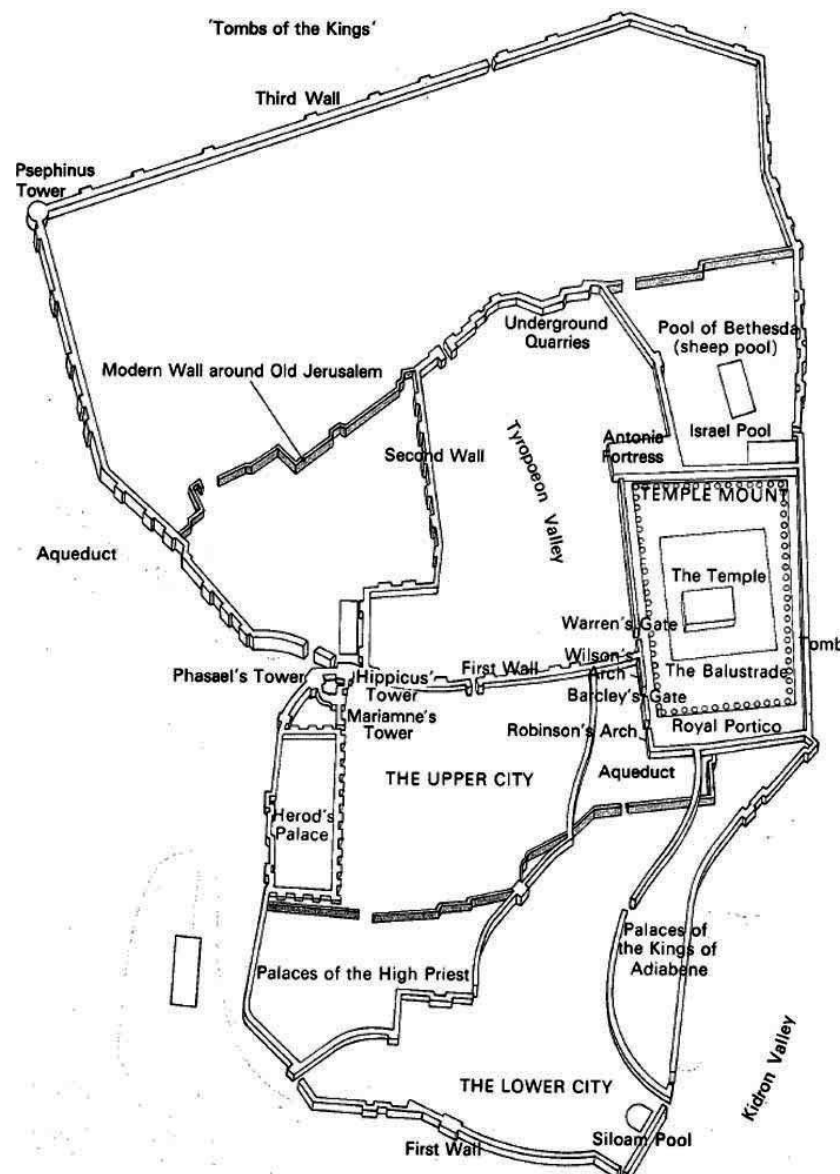 'Tombs of the Kings'
Third Wall
Psephinus
Tower
Underground
Quarries
Pool of Bethesda
(sheep pool)
Modern Wall around Old Jerusalem
Israel Pool
Antonia
Fortress
Second Wall
Tyropoeon Valley
TEMPLE MOUNT
Aqueduct
The Temple
Warren's Gate
Tomb
Wilson's
Arch
First Wall
The Balustrade
Phasael's Tower
Hippicus'
Tower
Barcley's Gate
Mariamne's
Tower
Royal Portico
Robinson's Arch
THE UPPER CITY
Aqueduct
Herod's
Palace
Palaces of
the Kings of
Adiabene
Palaces of the High Priest
Kidron Valley
THE LOWER CITY
Siloam Pool
First Wall